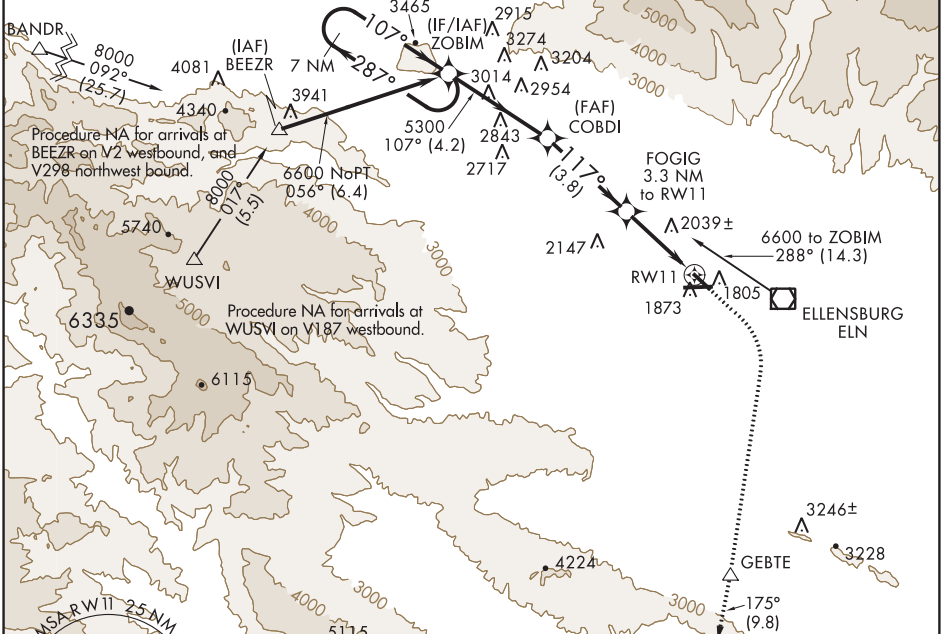 3465
2915
BANDR
107°
(IF/IAF)
ZOBIM
3274
5000
4000
3000
8000
092°
(25.7)
(IAF)
BEEZR
7 NM
287°
3204
4081
3014
2954
3941
4340
(FAF)
COBDI
5300
107° (4.2)
2843
2717
Procedure NA for arrivals at
BEEZR on V2 westbound, and
V298 northwest bound.
117°
(3.8)
FOGIG
3.3 NM
to RW11
6600 NoPT
056° (6.4)
8000
017°
(5.5)
4000
3000
5740
2039±
2147
6600 to ZOBIM
288° (14.3)
WUSVI
RW11
1805
1873
ELLENSBURG
ELN
5000
Procedure NA for arrivals at
WUSVI on V187 westbound.
6335
6115
3246±
3228
4224
GEBTE
3000
4000
3000
175°
(9.8)
MSA RW11 25 NM
5115